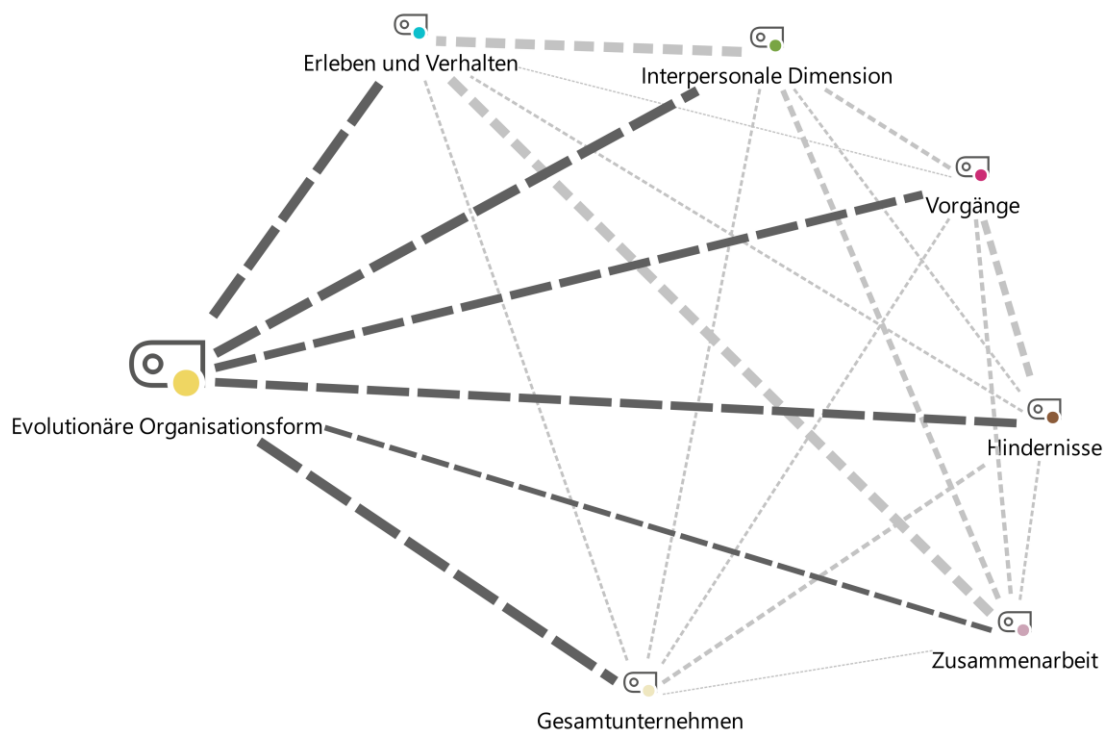 Erleben und Verhalten
Interpersonale Dimension
Vorgänge
Evolutionäre Organisationsform
Hindernisse
Zusammenarbeit
Gesamtunternehmen